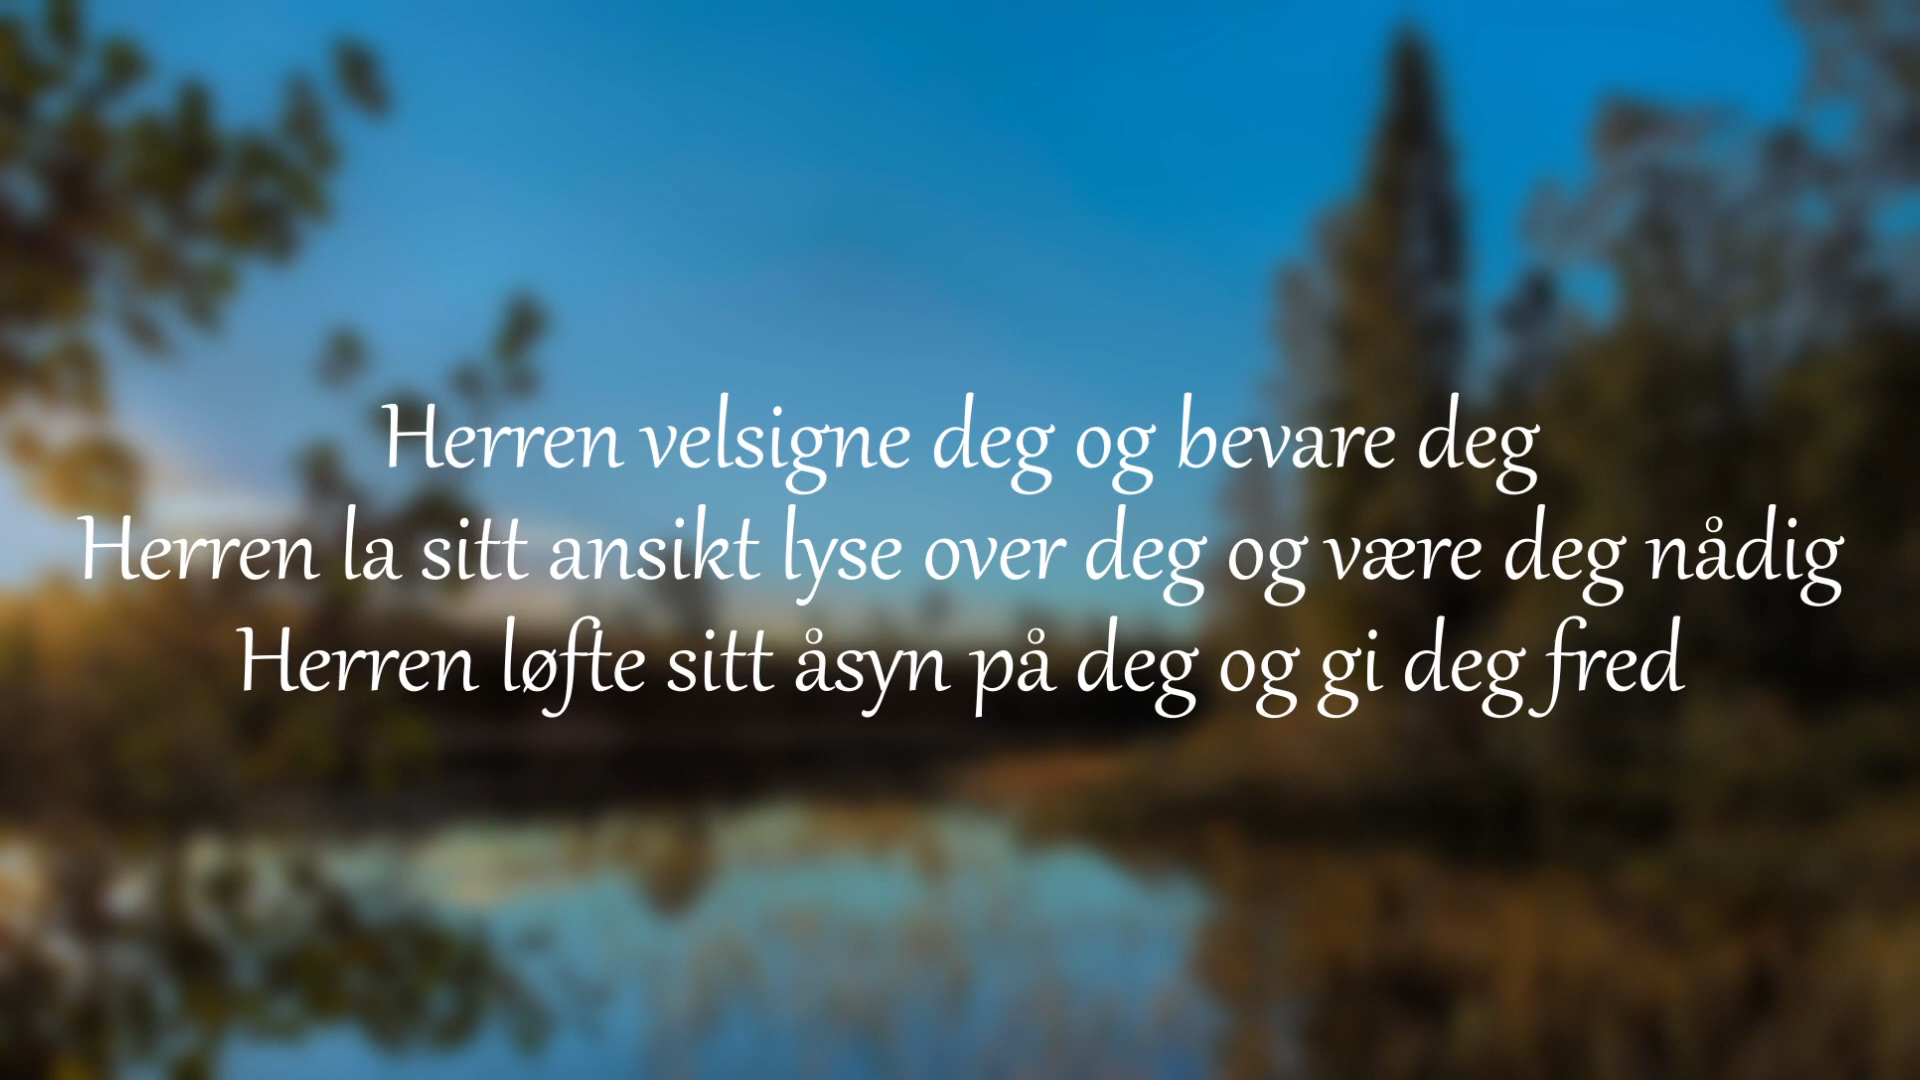 Herren velsigne deg og bevare deg
Herren la sitt ansikt lyse over deg og være deg nådig
Herren løfte sitt åsyn på deg og gi deg fred